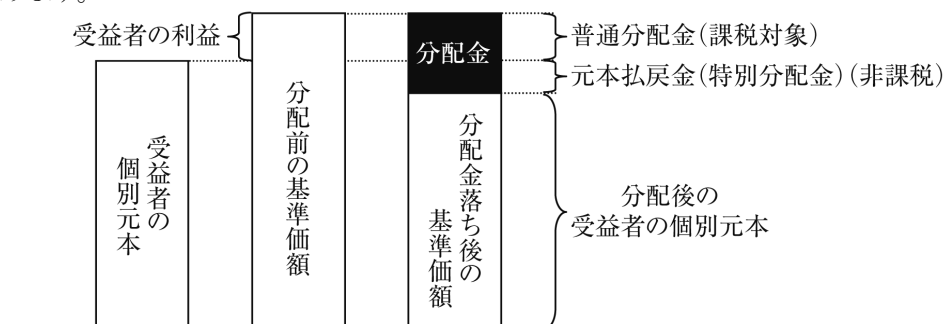 受益者の利益
分配金
普通分配金(課税対象)
元本払戻金(特別分配金)(非課税)
受益者の
個別元本
分配前の基準価額
分配金落ち後の
基準価額
分配後の
受益者の個別元本